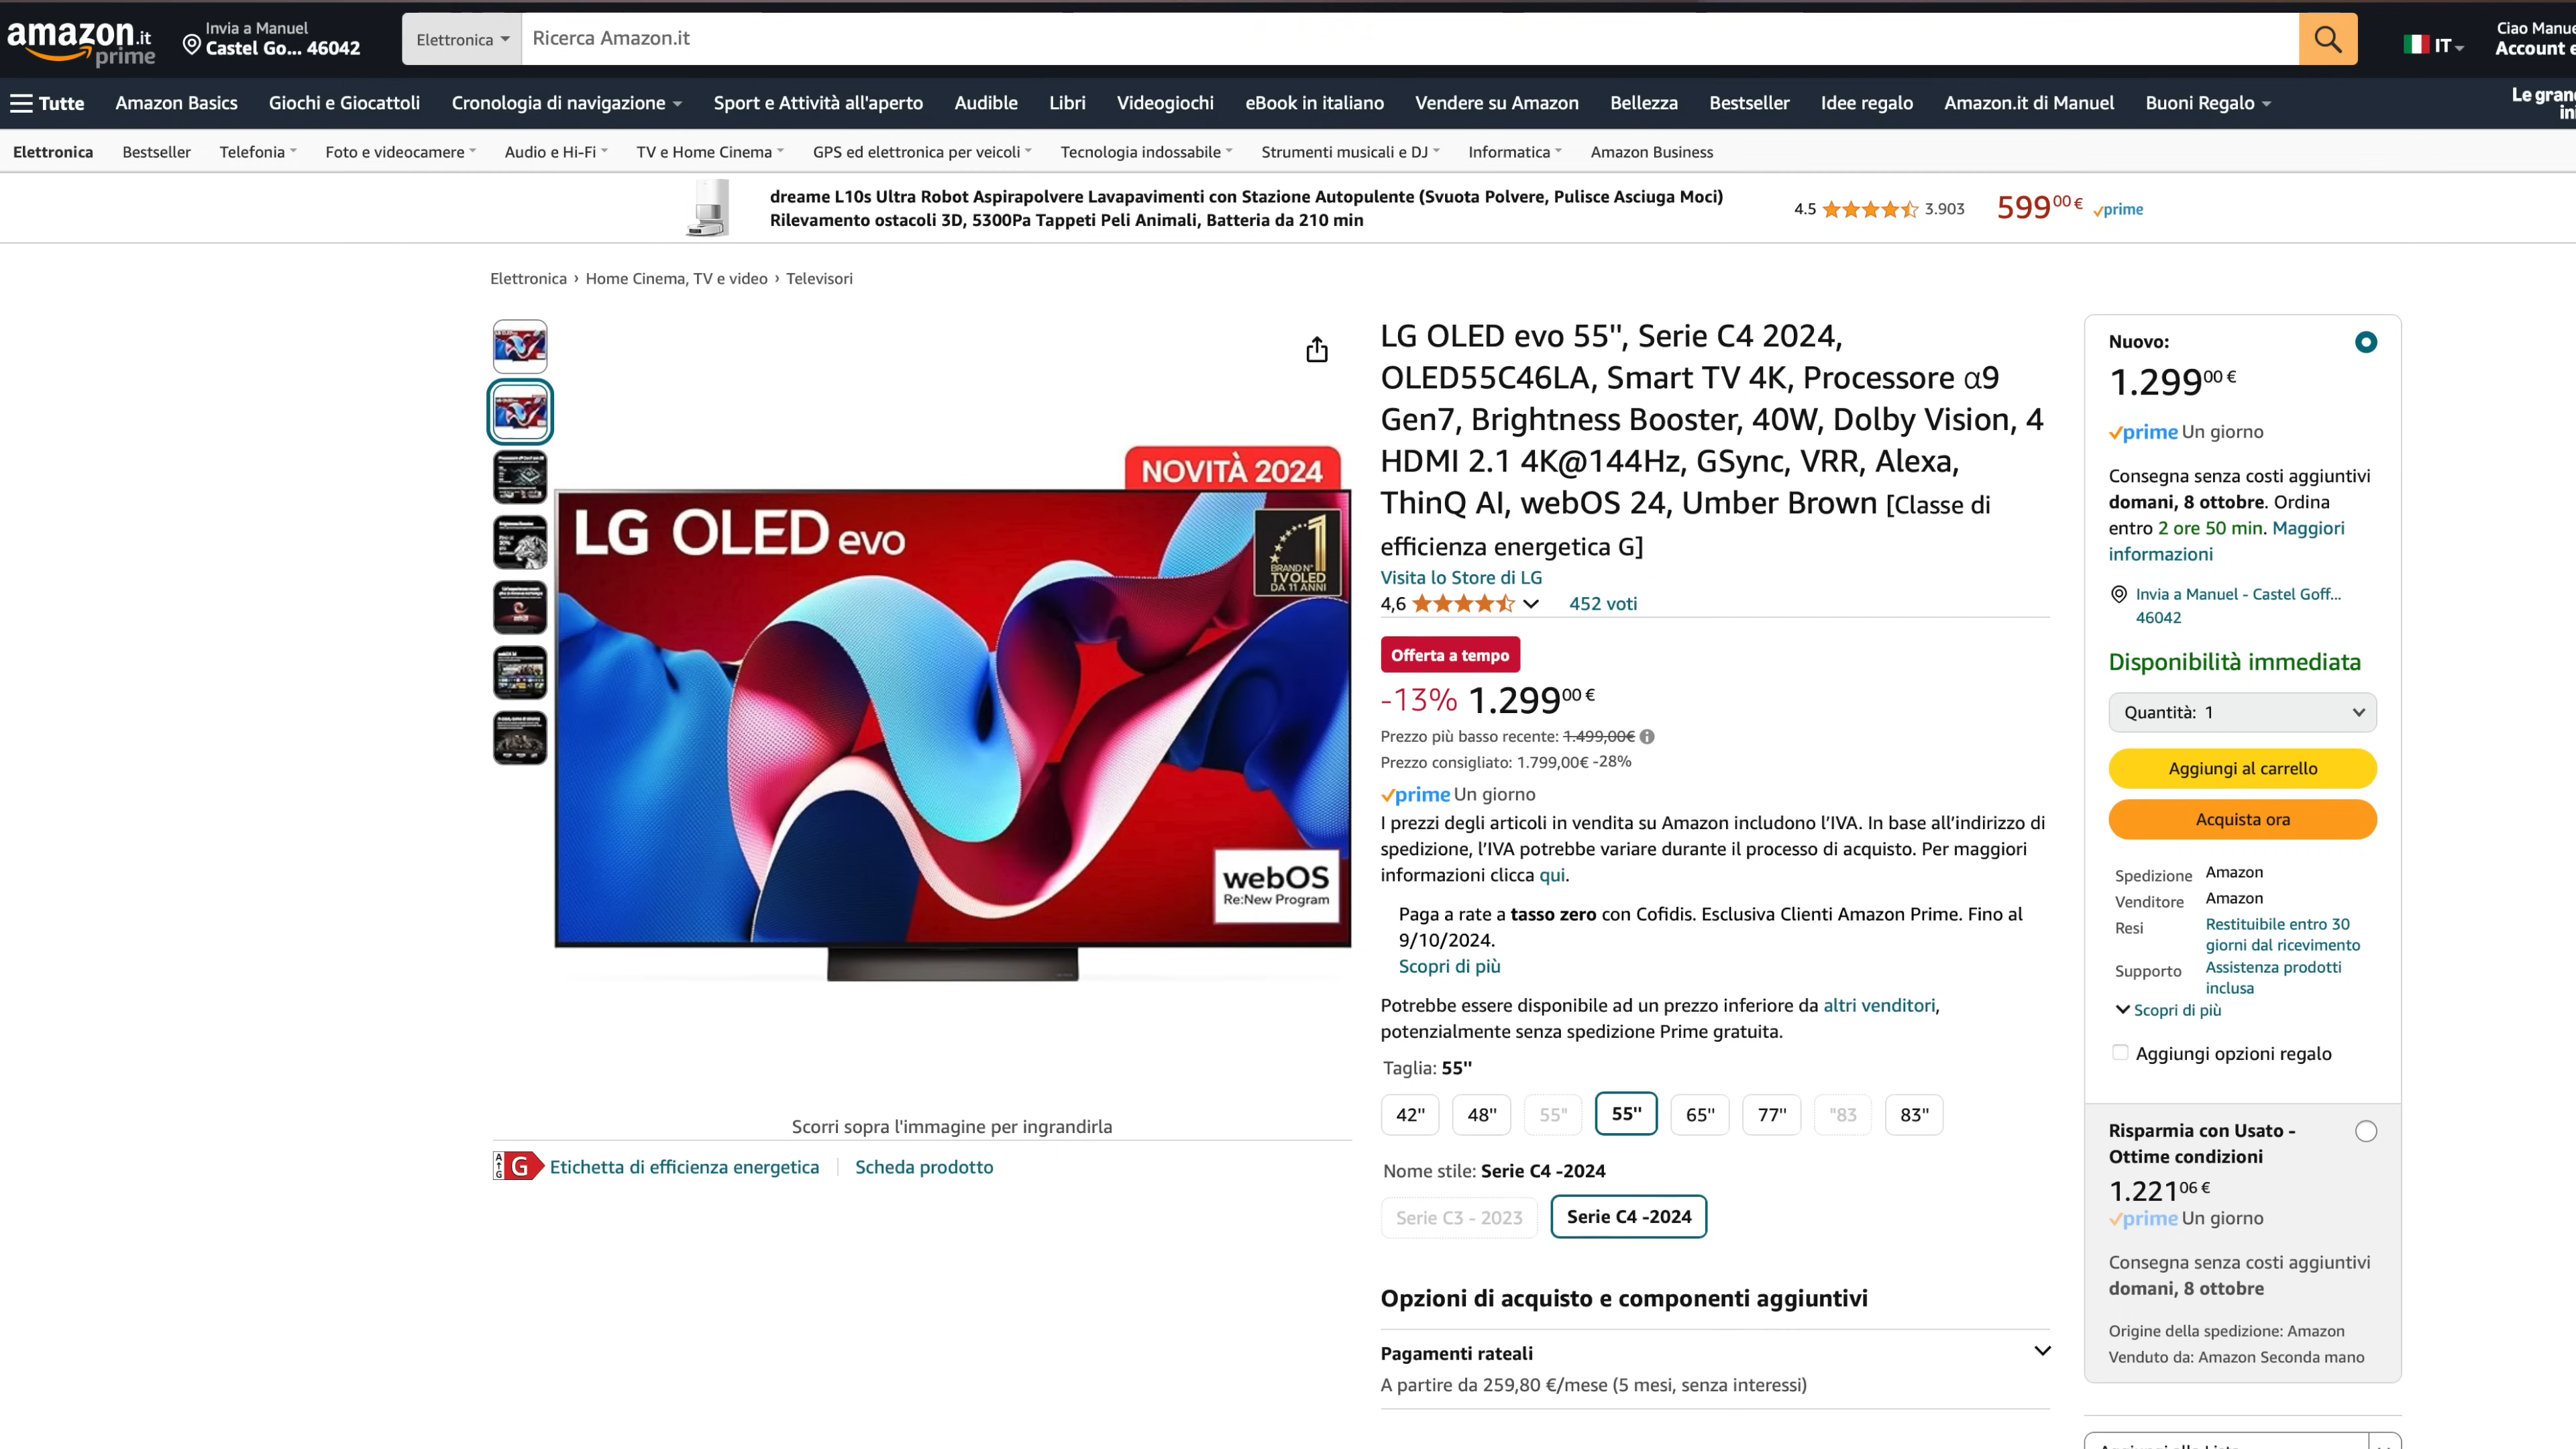 amazon.it
prime
Invia a Manuel
Castel Go... 46042
Elettronica
Ricerca Amazon.it
IT
Ciao Manue
Account e
Tutte
Amazon Basics
Giochi e Giocattoli
Cronologia di navigazione
Sport e Attività all'aperto
Audible
Libri
Videogiochi
eBook in italiano
Vendere su Amazon
Bellezza
Bestseller
Idee regalo
Amazon.it di Manuel
Buoni Regalo
Le gran
in
Elettronica
Bestseller
Telefonia
Foto e videocamere
Audio e Hi-Fi
TV e Home Cinema
GPS ed elettronica per veicoli
Tecnologia indossabile
Strumenti musicali e DJ
Informatica
Amazon Business
dreame L10s Ultra Robot Aspirapolvere Lavapavimenti con Stazione Autopulente (Svuota Polvere, Pulisce Asciuga Moci)
Rilevamento ostacoli 3D, 5300Pa Tappeti Peli Animali, Batteria da 210 min
4.5
3.903
599 00 €
prime
Elettronica › Home Cinema, TV e video › Televisori
NOVITÀ 2024
LG OLED evo
1
BRAND N°
TV OLED
DA 11 ANNI
webOS
Re:New Program
Scorri sopra l'immagine per ingrandirla
A
G
G
Etichetta di efficienza energetica
Scheda prodotto
LG OLED evo 55'', Serie C4 2024,
OLED55C46LA, Smart TV 4K, Processore α9
Gen7, Brightness Booster, 40W, Dolby Vision, 4
HDMI 2.1 4K@144Hz, GSync, VRR, Alexa,
ThinQ AI, webOS 24, Umber Brown [Classe di
efficienza energetica G]
Visita lo Store di LG
4,6
452 voti
Offerta a tempo
-13% 1.299 00 €
Prezzo più basso recente: 1.499,00€
Prezzo consigliato: 1.799,00€ -28%
prime Un giorno
I prezzi degli articoli in vendita su Amazon includono l’IVA. In base all’indirizzo di
spedizione, l’IVA potrebbe variare durante il processo di acquisto. Per maggiori
informazioni clicca qui.
Paga a rate a tasso zero con Cofidis. Esclusiva Clienti Amazon Prime. Fino al
9/10/2024.
Scopri di più
Potrebbe essere disponibile ad un prezzo inferiore da altri venditori,
potenzialmente senza spedizione Prime gratuita.
Taglia: 55''
42''
48''
55"
55''
65''
77''
"83
83''
Nome stile: Serie C4 -2024
Serie C3 - 2023
Serie C4 -2024
Opzioni di acquisto e componenti aggiuntivi
Pagamenti rateali
A partire da 259,80 €/mese (5 mesi, senza interessi)
Nuovo:
1.299 00 €
prime Un giorno
Consegna senza costi aggiuntivi
domani, 8 ottobre. Ordina
entro 2 ore 50 min. Maggiori
informazioni
Invia a Manuel - Castel Goff...
46042
Disponibilità immediata
Quantità: 1
Aggiungi al carrello
Acquista ora
Spedizione Amazon
Venditore Amazon
Resi Restituibile entro 30
giorni dal ricevimento
Supporto Assistenza prodotti
inclusa
Scopri di più
Aggiungi opzioni regalo
Risparmia con Usato -
Ottime condizioni
1.221 06 €
prime Un giorno
Consegna senza costi aggiuntivi
domani, 8 ottobre
Origine della spedizione: Amazon
Venduto da: Amazon Seconda mano